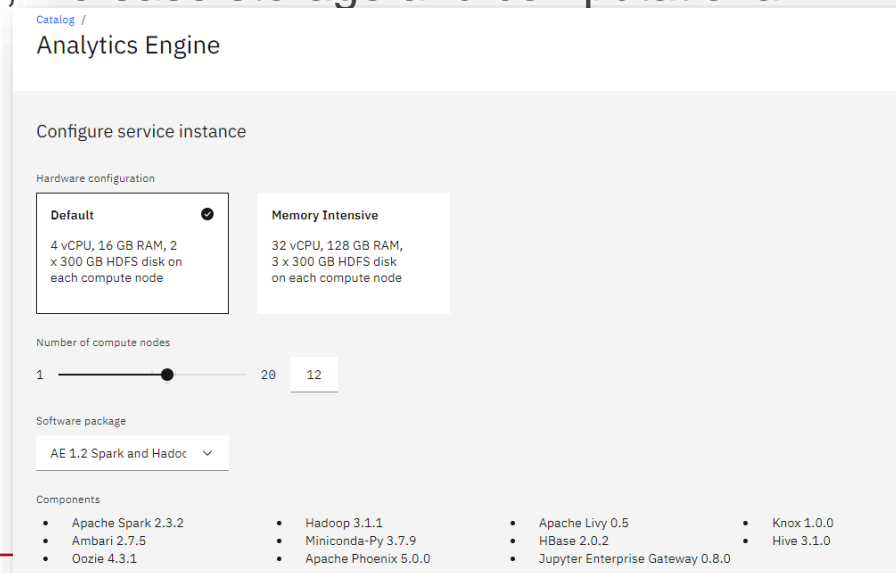 Catalog /
Analytics Engine
Configure service instance
Hardware configuration
Default
4 vCPU, 16 GB RAM, 2
x 300 GB HDFS disk on
each compute node
Memory Intensive
32 vCPU, 128 GB RAM,
3 x 300 GB HDFS disk
on each compute node
Number of compute nodes
1 20 12
Software package
AE 1.2 Spark and Hadoc
Components
• Apache Spark 2.3.2
• Ambari 2.7.5
• Oozie 4.3.1
• Hadoop 3.1.1
• Miniconda-Py 3.7.9
• Apache Phoenix 5.0.0
• Apache Livy 0.5
• HBase 2.0.2
• Jupyter Enterprise Gateway 0.8.0
• Knox 1.0.0
• Hive 3.1.0